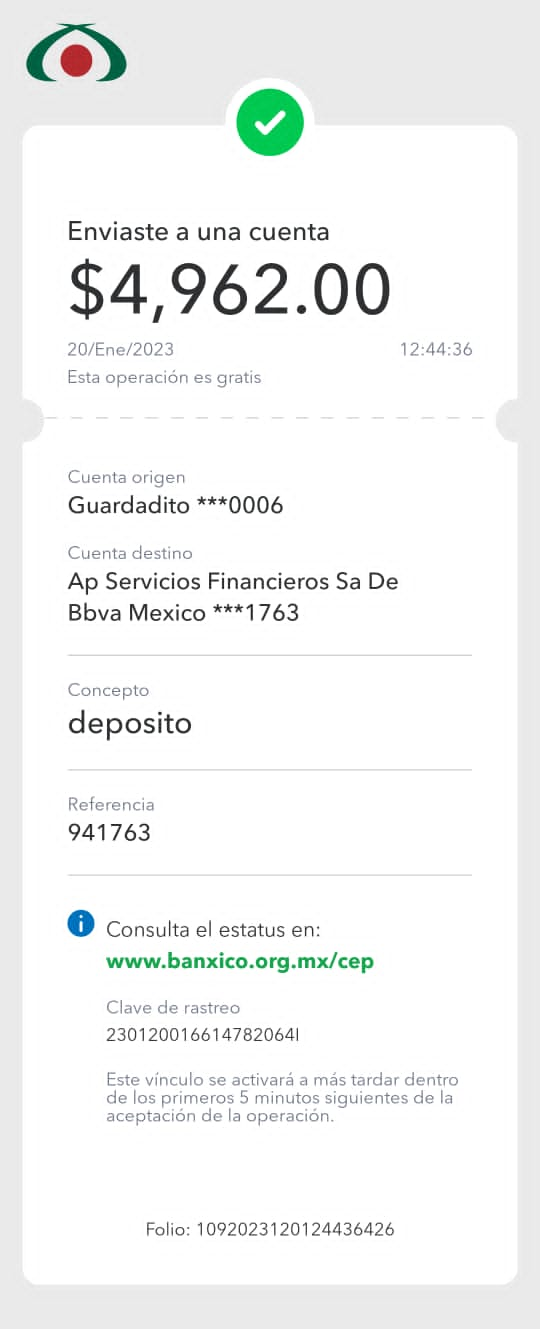 Enviaste a una cuenta
$4,962.00
20/Ene/2023 12:44:36
Esta operación es gratis
Cuenta origen
Guardadito ***0006
Cuenta destino
Ap Servicios Financieros Sa De
Bbva Mexico ***1763
Concepto
deposito
Referencia
941763
Consulta el estatus en:
www.banxico.org.mx/cep
Clave de rastreo
230120016614782064I
Este vínculo se activará a más tardar dentro
de los primeros 5 minutos siguientes de la
aceptación de la operación.
Folio: 1092023120124436426